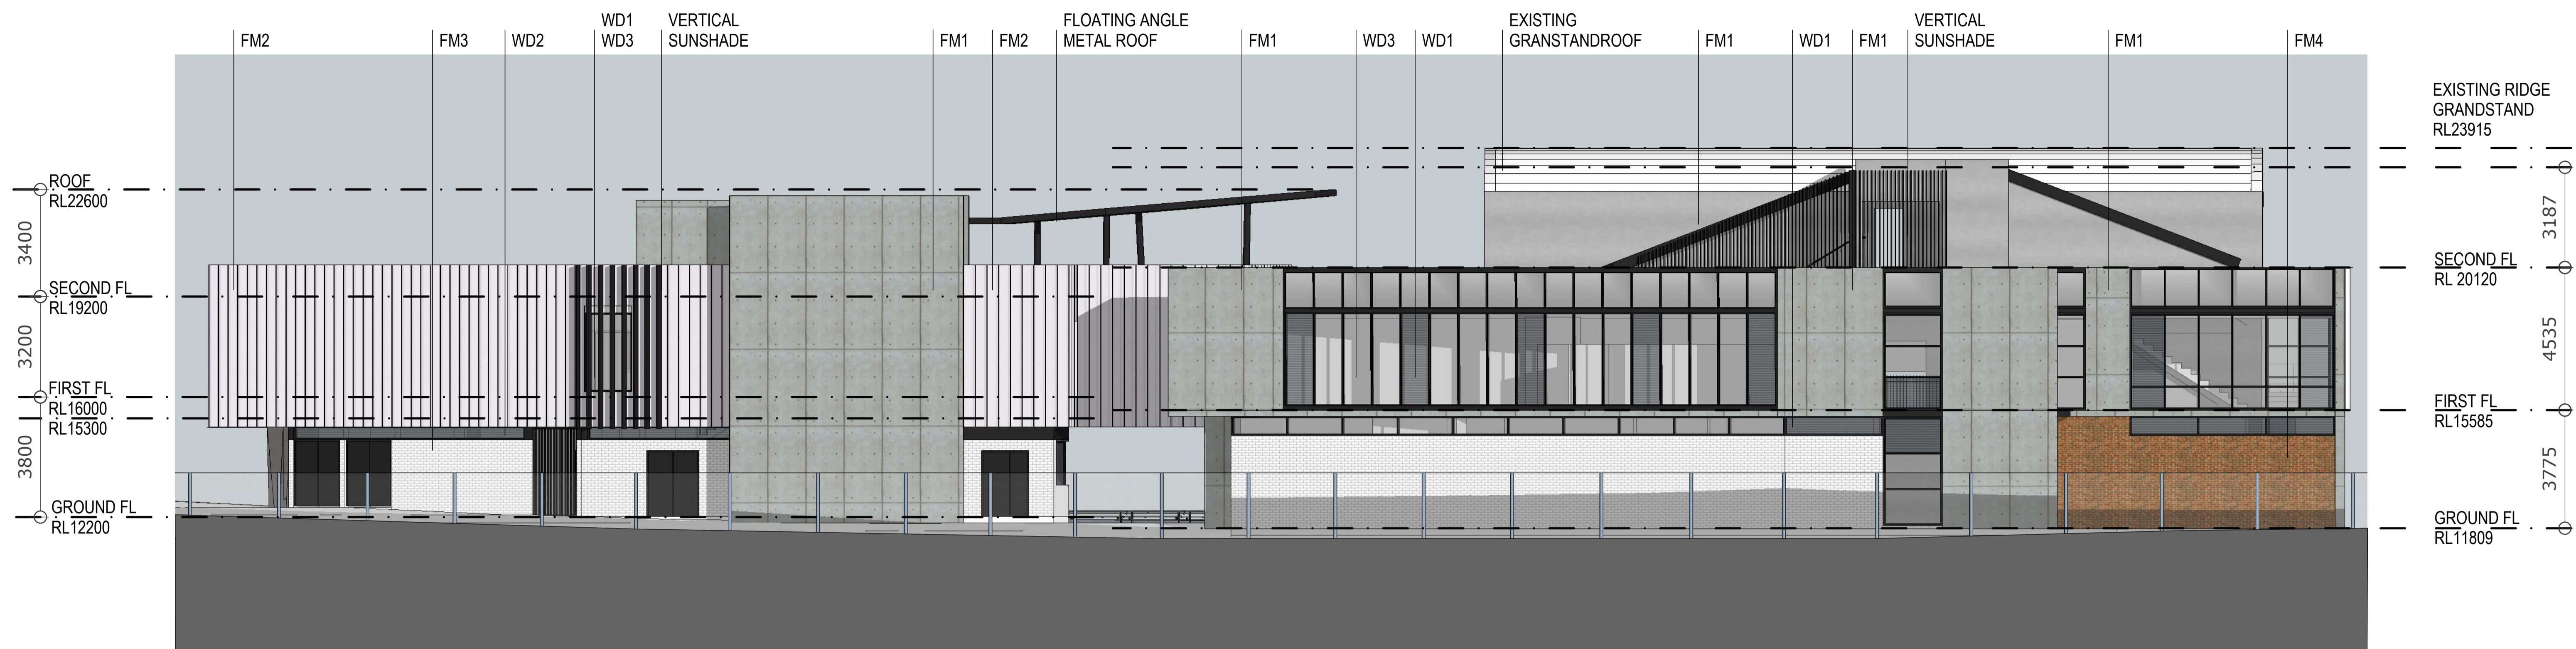 WD1 VERTICAL FLOATING ANGLE EXISTING VERTICAL
FM2 FM3 WD2 WD3 SUNSHADE FM1 FM2 METAL ROOF FM1 WD3 WD1 GRANSTANDROOF FM1 WD1 FM1 SUNSHADE FM1 FM4
EXISTING RIDGE
GRANDSTAND
RL23915
ROOF
RL22600
3400
SECOND FL
RL19200
3200
FIRST FL
RL16000
RL15300
3800
GROUND FL
RL12200
3187
SECOND FL
RL 20120
4535
FIRST FL
RL15585
3775
GROUND FL
RL11809